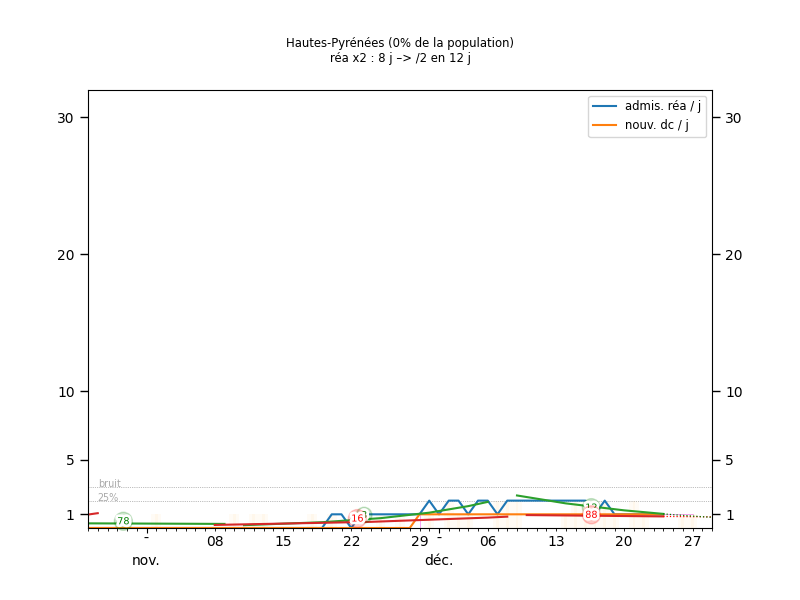 Hautes-Pyrénées (0% de la population)
réa x2 : 8 j –> /2 en 12 j
admis. réa / j
nouv. dc / j
30 30
20 20
10 10
5 5
bruit
25%
1 1
78 16 88
- 08 15 22 29 - 06 13 20 27
nov. déc.